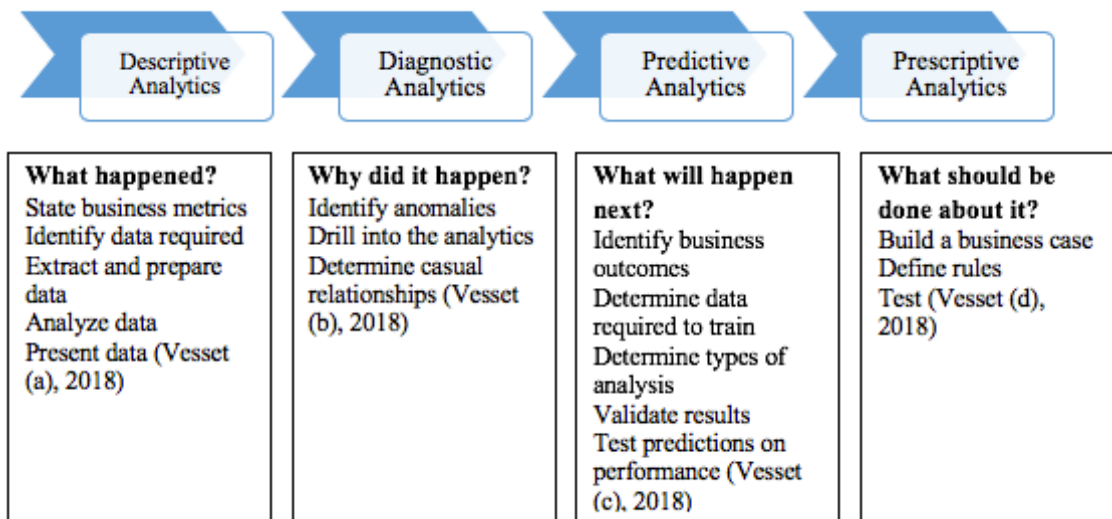 Descriptive
Analytics
Diagnostic
Analytics
Predictive
Analytics
Prescriptive
Analytics
What happened?
State business metrics
Identify data required
Extract and prepare
data
Analyze data
Present data (Vesset
(a), 2018)
Why did it happen?
Identify anomalies
Drill into the analytics
Determine casual
relationships (Vesset
(b), 2018)
What will happen
next?
Identify business
outcomes
Determine data
required to train
Determine types of
analysis
Validate results
Test predictions on
performance (Vesset
(c), 2018)
What should be
done about it?
Build a business case
Define rules
Test (Vesset (d),
2018)